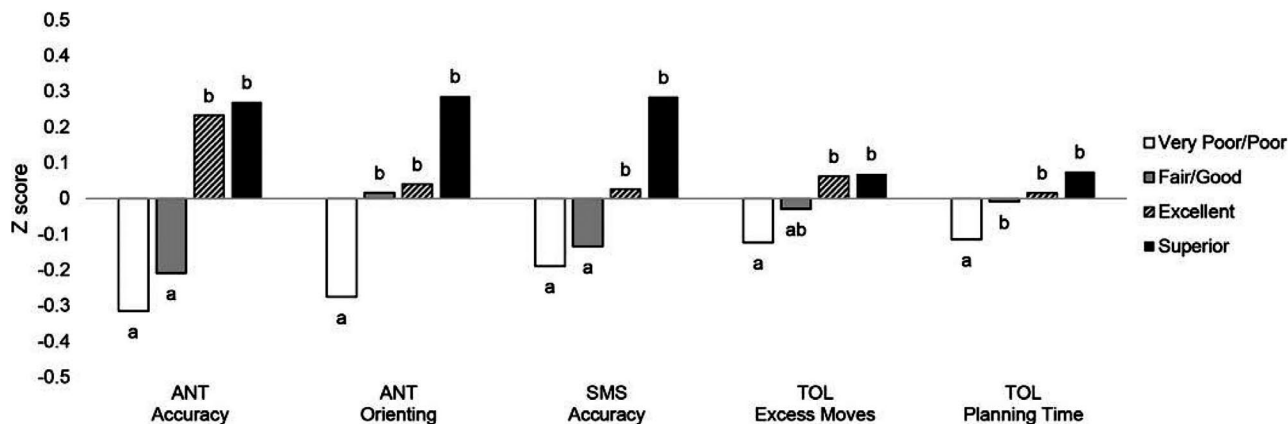 0.5
0.4
0.3
0.2
0.1
0
-0.1
-0.2
-0.3
-0.4
-0.5
Z score
a
a
b
b
a
b
b
b
a
a
b
b
a
ab
b
b
a
b
b
b
ANT
Accuracy
ANT
Orienting
SMS
Accuracy
TOL
Excess Moves
TOL
Planning Time
Very Poor/Poor
Fair/Good
Excellent
Superior